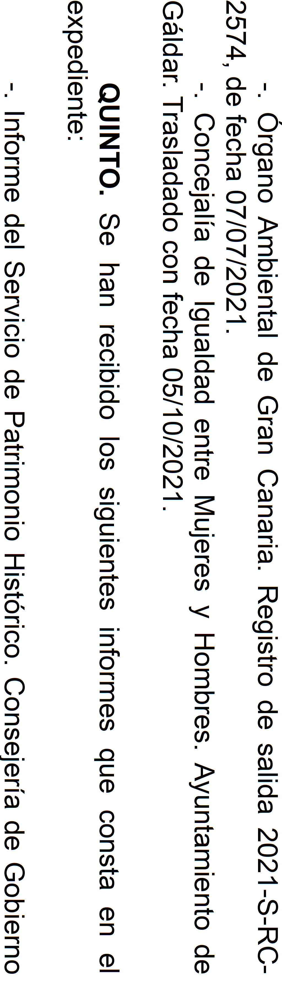 -. Órgano Ambiental de Gran Canaria. Registro de salida 2021-S-RC-
2574, de fecha 07/07/2021.
-. Concejalía de Igualdad entre Mujeres y Hombres. Ayuntamiento de
Gáldar. Trasladado con fecha 05/10/2021.
QUINTO. Se han recibido los siguientes informes que consta en el
expediente:
-. Informe del Servicio de Patrimonio Histórico. Consejería de Gobierno